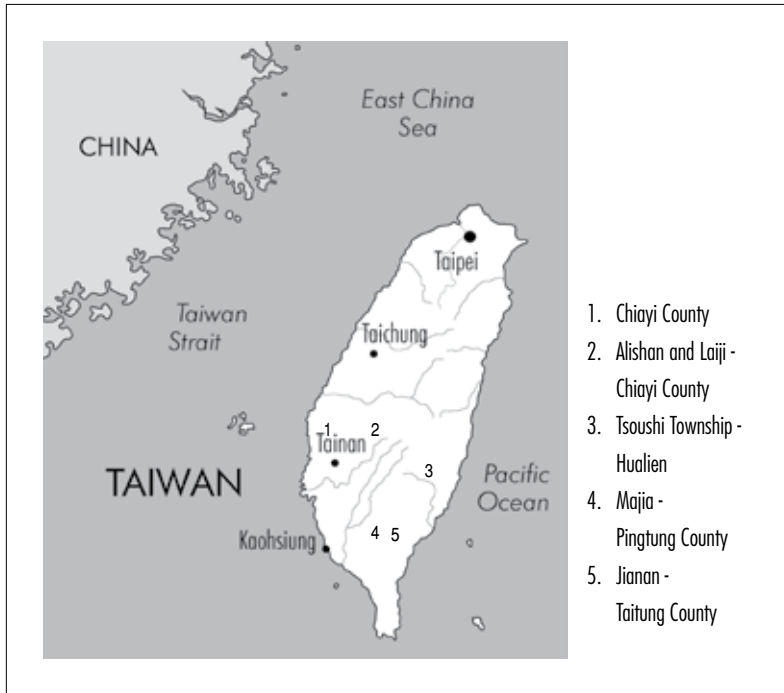 East China
Sea
CHINA
Taipei
Taiwan
Strait
Taichung
1
2
Tainan
3
TAIWAN
Pacific
Ocean
Kaohsiung
4
5
1. Chiayi County
2. Alishan and Laiji -
Chiayi County
3. Tsoushi Township -
Hualien
4. Majia -
Pingtung County
5. Jianan -
Taitung County